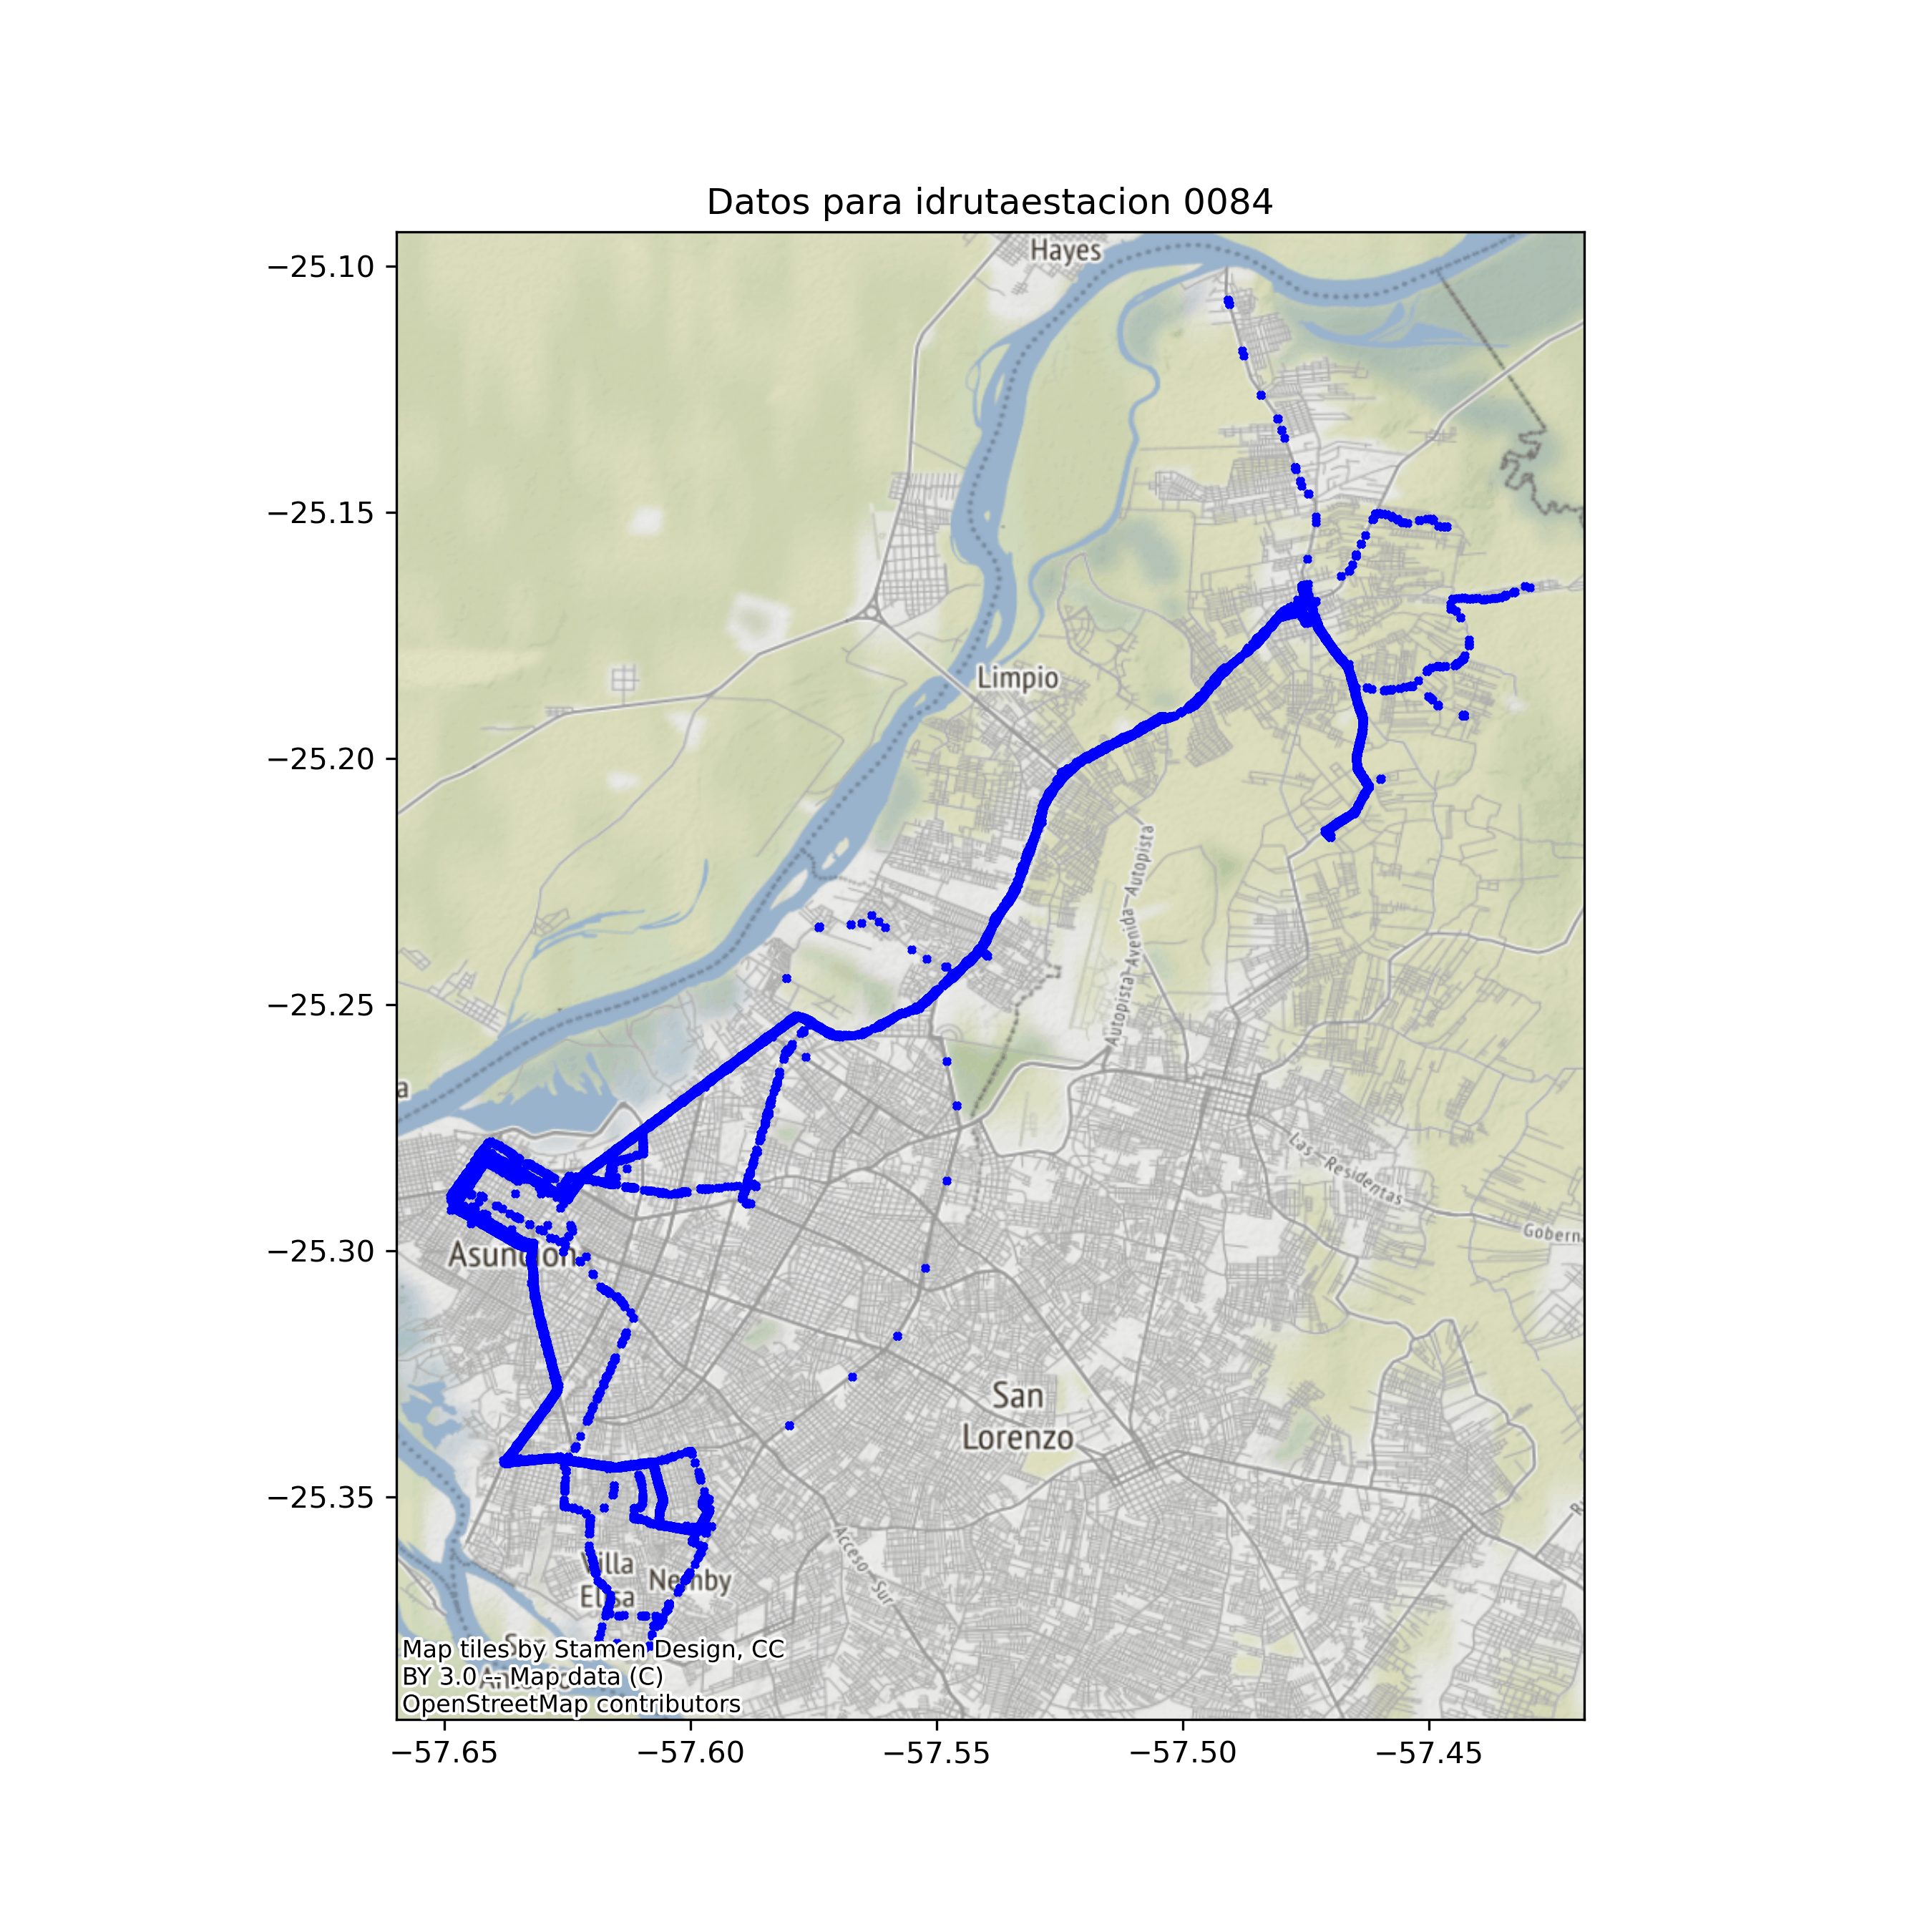 Datos para idrutaestacion 0084
−25.10
−25.15
−25.20
−25.25
−25.30
−25.35
−57.65
−57.60
−57.55
−57.50
−57.45
Hayes
Limpio
Autopista–Avenida–Autopista
a
Las–Residentas
Goberna
Asunción
San
Lorenzo
Acceso–Sur
Villa
Elisa
Ñemby
Map tiles by Stamen Design, CC
BY 3.0 -- Map data (C)
OpenStreetMap contributors